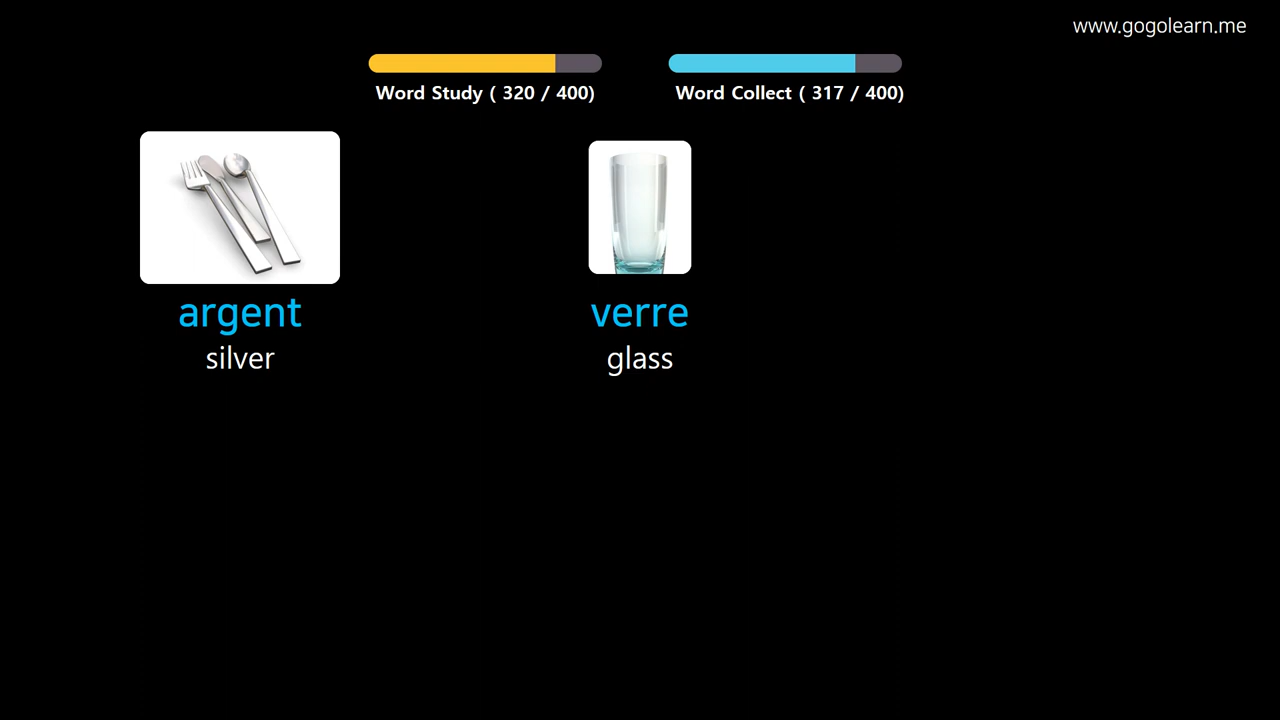 www.gogolearn.me
Word Study ( 320 / 400)
Word Collect ( 317 / 400)
argent
silver
verre
glass